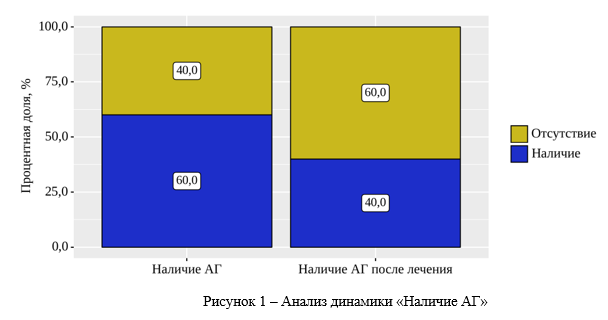 Процентная доля, %
100,0
75,0
50,0
25,0
0,0
40,0
60,0
60,0
40,0
Наличие АГ
Наличие АГ после лечения
Отсутствие
Наличие
Рисунок 1 – Анализ динамики «Наличие АГ»